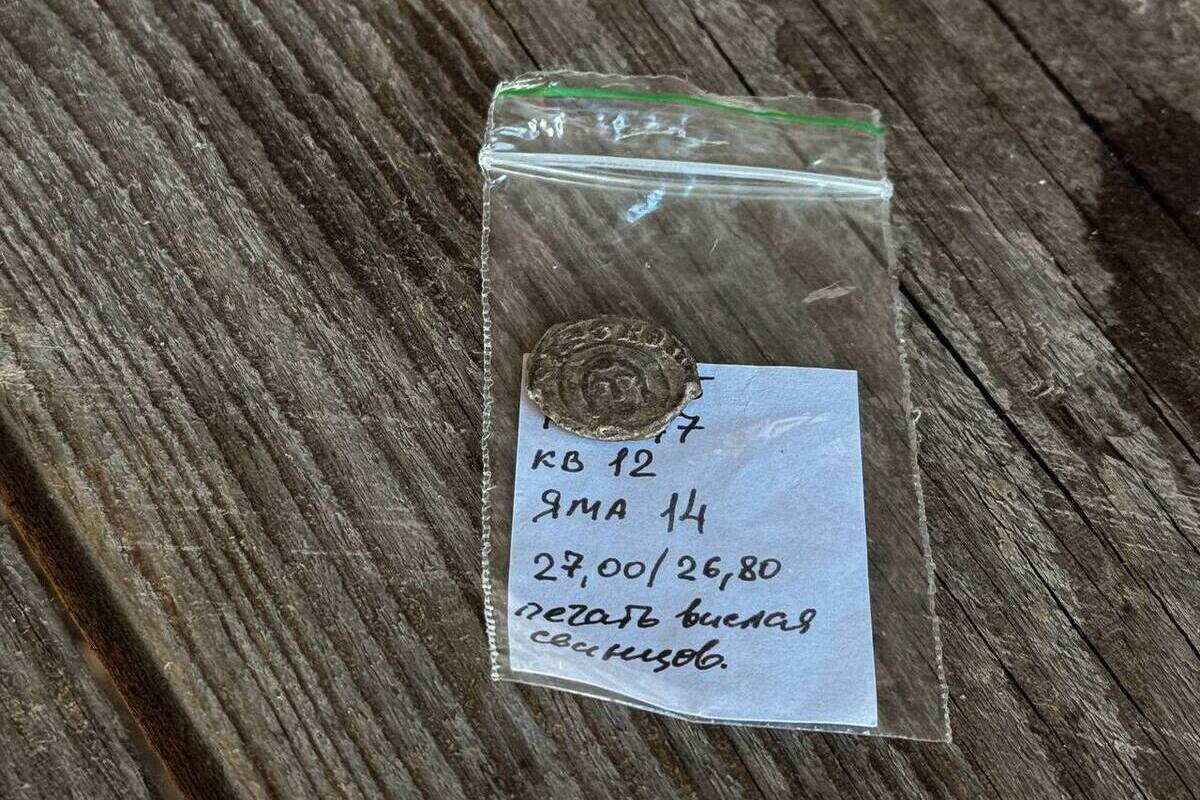 КВ 12
ЯМА 14
27,00/26,80
печать вислая
свинцов.